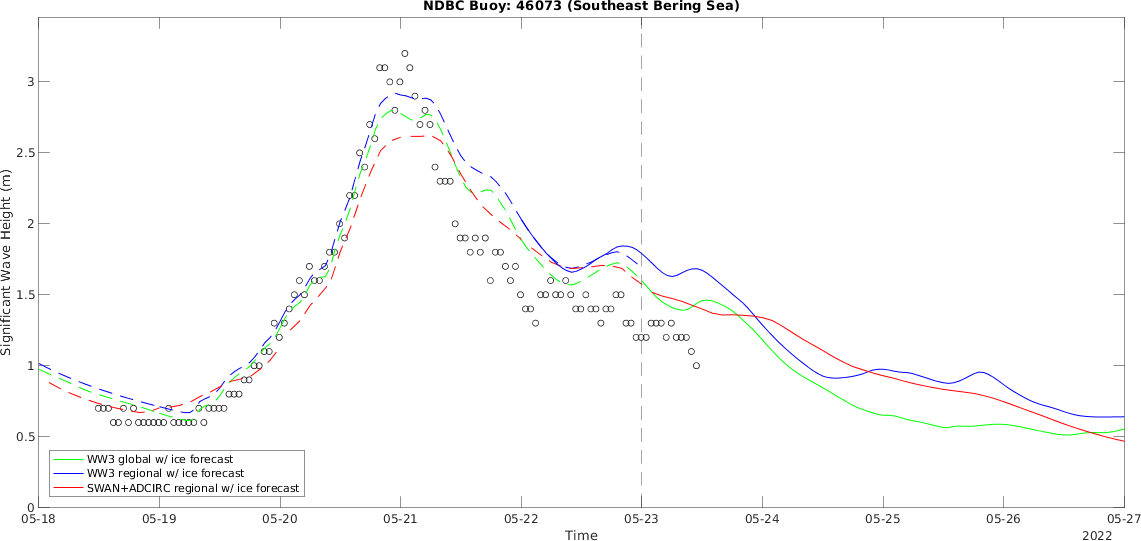 NDBC Buoy: 46073 (Southeast Bering Sea)
Significant Wave Height (m)
3
2.5
2
1.5
1
0.5
0
WW3 global w/ ice forecast
WW3 regional w/ ice forecast
SWAN+ADCIRC regional w/ ice forecast
05-18 05-19 05-20 05-21 05-22 05-23 05-24 05-25 05-26 05-27
Time
2022